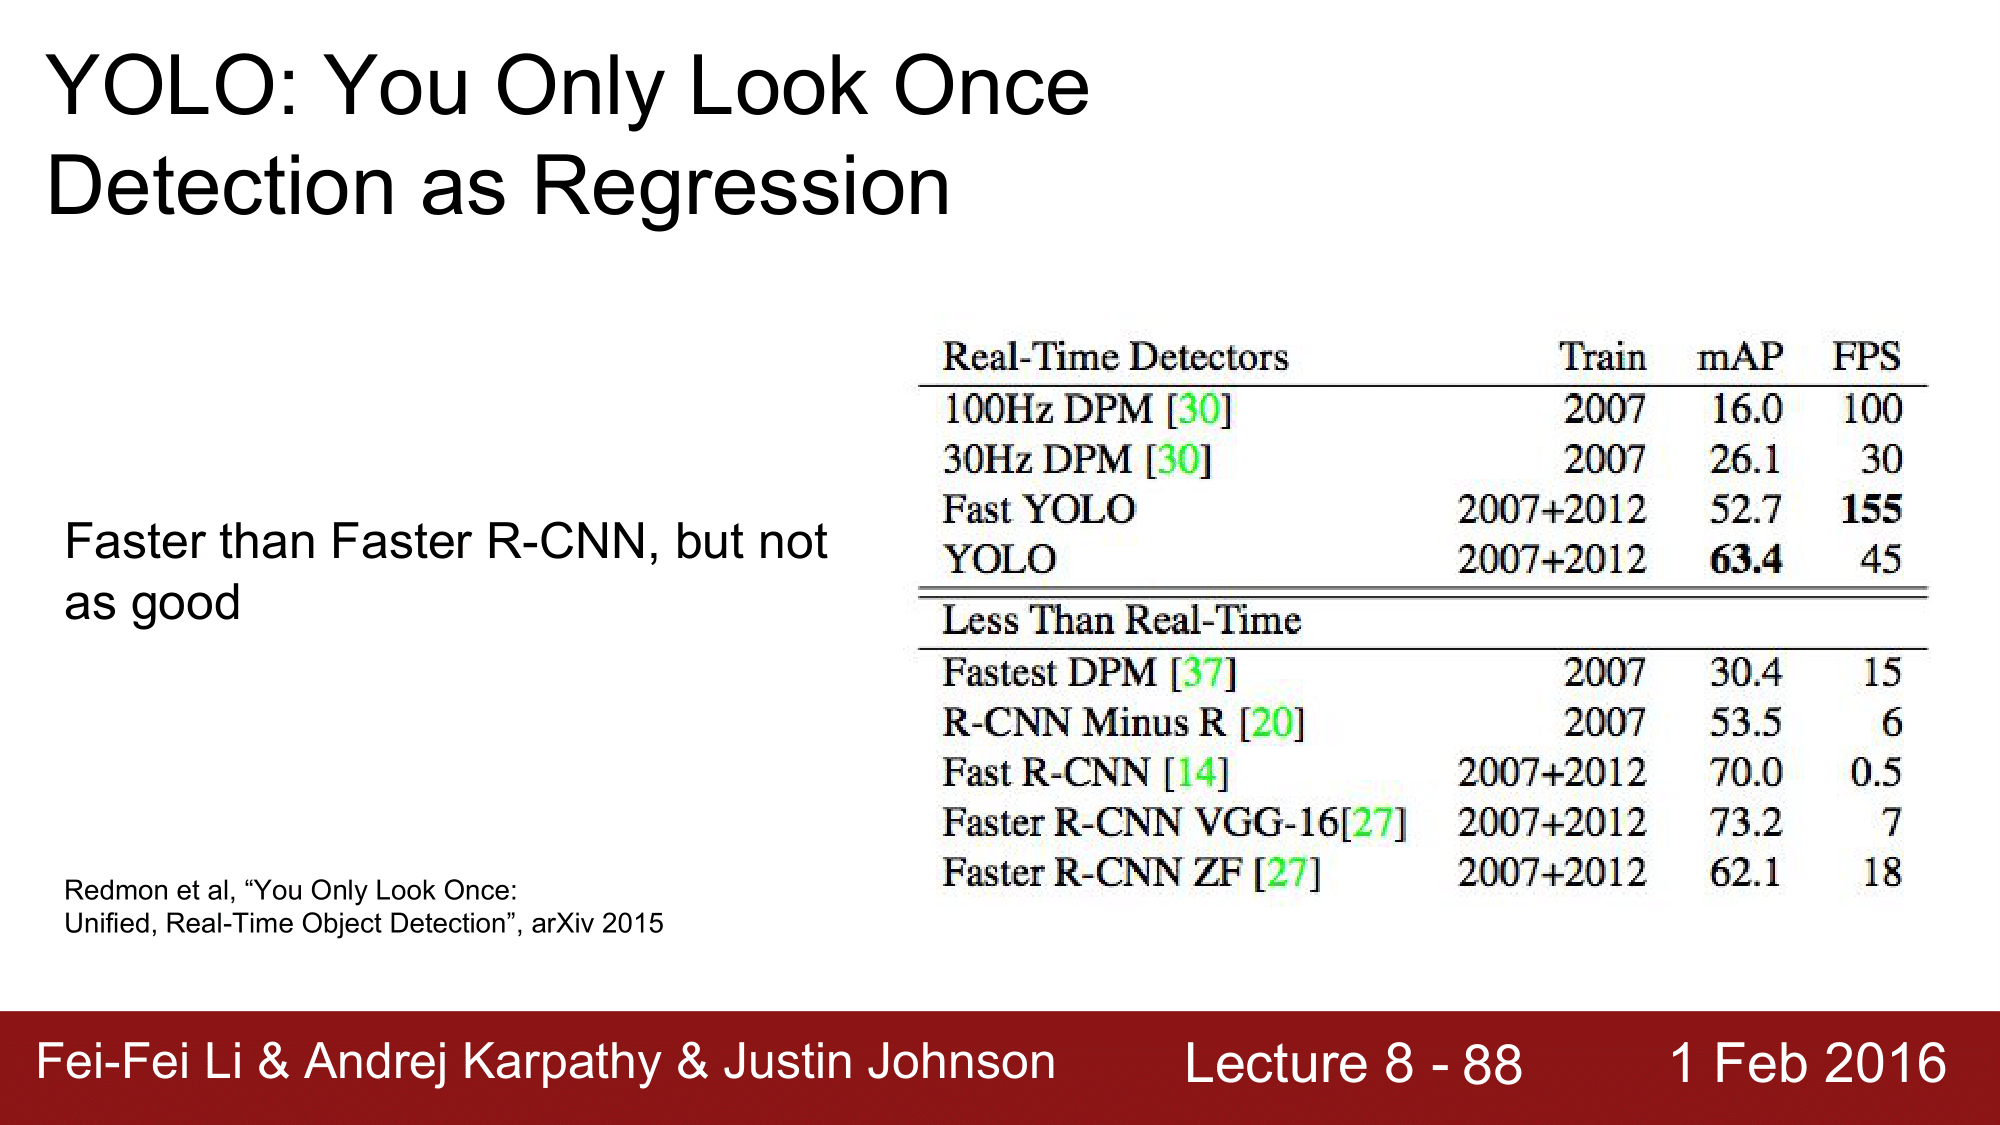 YOLO: You Only Look Once
Detection as Regression
Faster than Faster R-CNN, but not
as good
Real-Time Detectors Train mAP FPS
100Hz DPM [30] 2007 16.0 100
30Hz DPM [30] 2007 26.1 30
Fast YOLO 2007+2012 52.7 155
YOLO 2007+2012 63.4 45
Less Than Real-Time
Fastest DPM [37] 2007 30.4 15
R-CNN Minus R [20] 2007 53.5 6
Fast R-CNN [14] 2007+2012 70.0 0.5
Faster R-CNN VGG-16[27] 2007+2012 73.2 7
Faster R-CNN ZF [27] 2007+2012 62.1 18
Redmon et al, “You Only Look Once:
Unified, Real-Time Object Detection”, arXiv 2015
Fei-Fei Li & Andrej Karpathy & Justin Johnson Lecture 8 - 88 1 Feb 2016